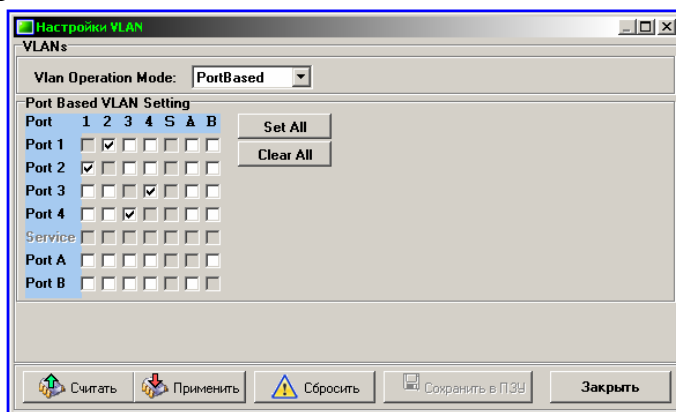 Настройки VLAN
VLANs
Vlan Operation Mode: PortBased
Port Based VLAN Setting
Port 1 2 3 4 S A B
Set All
Port 1
Clear All
Port 2
Port 3
Port 4
Service
Port A
Port B
Считать Применить Сбросить Сохранить в ПЗУ Закрыть